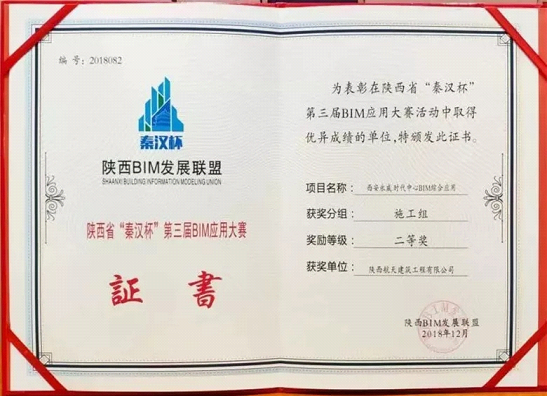 编号:2018082
秦汉杯
陕西BIM发展联盟
SHAANXI BUILDING INFORMATION MODELING UNION
陕西省“秦汉杯”第三届BIM应用大赛
証書
为表彰在陕西省“秦汉杯”
第三届BIM应用大赛活动中取得
优异成绩的单位,特颁发此证书。
项目名称: 西安永威时代中心BIM综合应用
获奖分组: 施工组
奖励等级: 二等奖
获奖单位: 陕西航天建筑工程有限公司
陕西BIM发展联盟
2018年12月